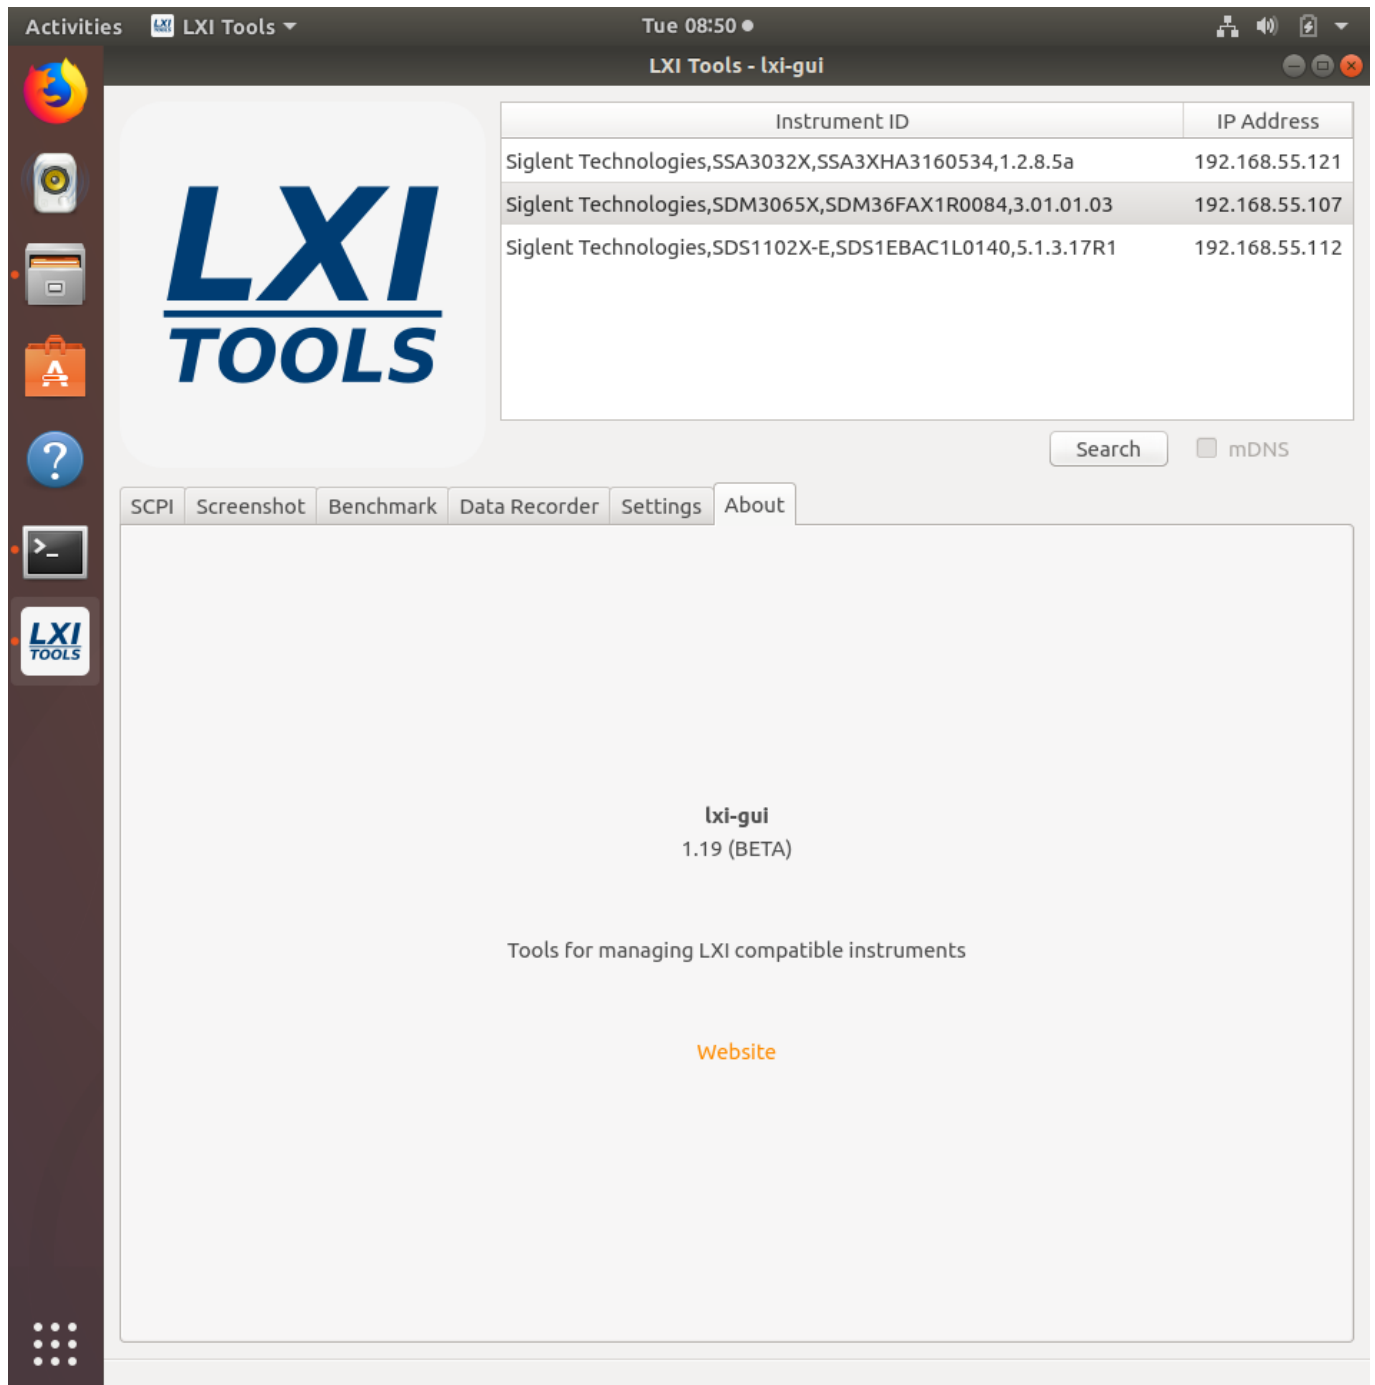 Activities LXI Tools Tue 08:50
LXI Tools - lxi-gui
LXI
TOOLS
Instrument ID IP Address
Siglent Technologies,SSA3032X,SSA3XHA3160534,1.2.8.5a 192.168.55.121
Siglent Technologies,SDM3065X,SDM36FAX1R0084,3.01.01.03 192.168.55.107
Siglent Technologies,SDS1102X-E,SDS1EBAC1L0140,5.1.3.17R1 192.168.55.112
Search mDNS
SCPI Screenshot Benchmark Data Recorder Settings About
LXI
TOOLS
lxi-gui
1.19 (BETA)
Tools for managing LXI compatible instruments
Website